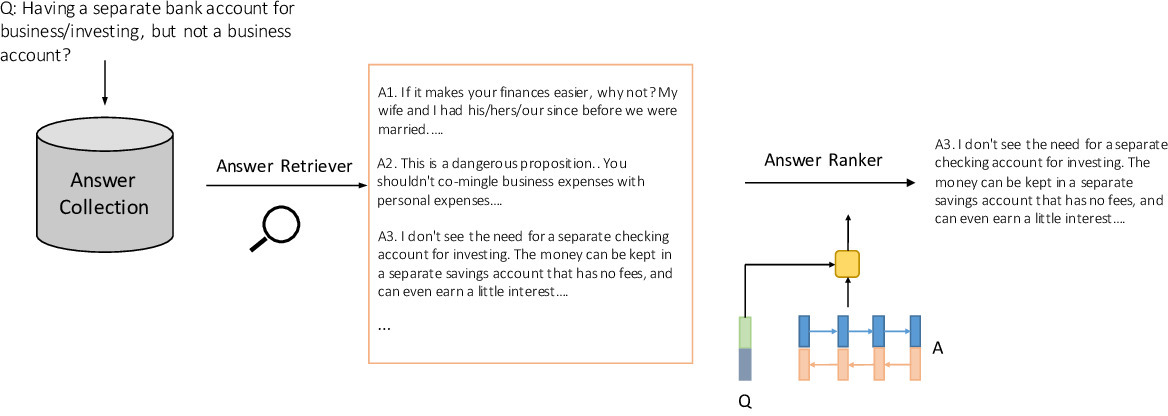 Q: Having a separate bank account for
business/investing, but not a business
account?
Answer
Collection
Answer Retriever
A1. If it makes your finances easier, why not? My
wife and I had his/hers/our since before we were
married....
A2. This is a dangerous proposition.. You
shouldn't co-mingle business expenses with
personal expenses....
A3. I don't see the need for a separate checking
account for investing. The money can be kept in
a separate savings account that has no fees, and
can even earn a little interest....
...
Answer Ranker
Q
A
A3. I don't see the need for a separate
checking account for investing. The
money can be kept in a separate
savings account that has no fees, and
can even earn a little interest....